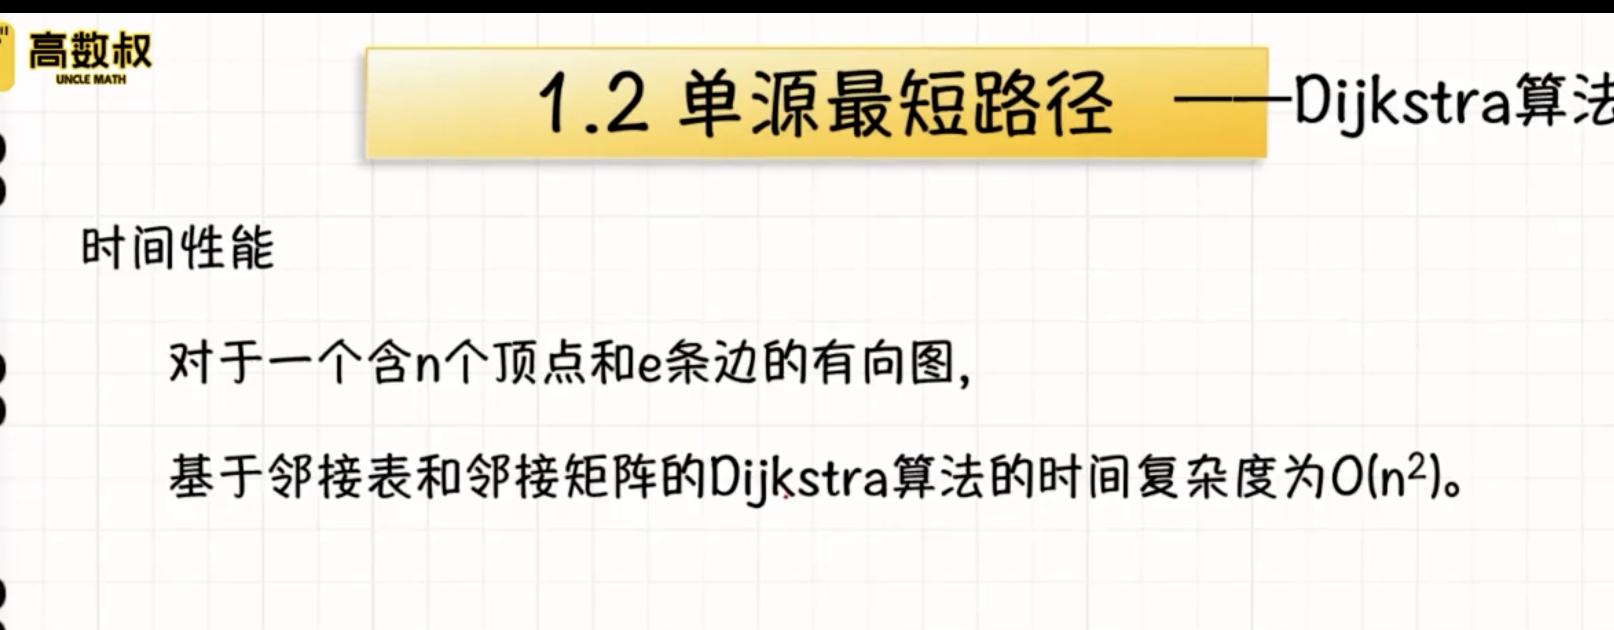 高数叔
UNCLE MATH
1.2 单源最短路径 ——Dijkstra算法
时间性能
对于一个含n个顶点和e条边的有向图,
基于邻接表和邻接矩阵的Dijkstra算法的时间复杂度为O(n²)。